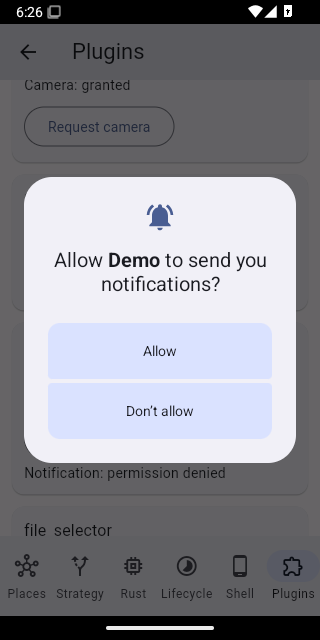 6:26
Plugins
Camera: granted
Request camera
Allow Demo to send you
notifications?
Allow
Don't allow
Notification: permission denied
file_selector
Places Strategy Rust Lifecycle Shell Plugins